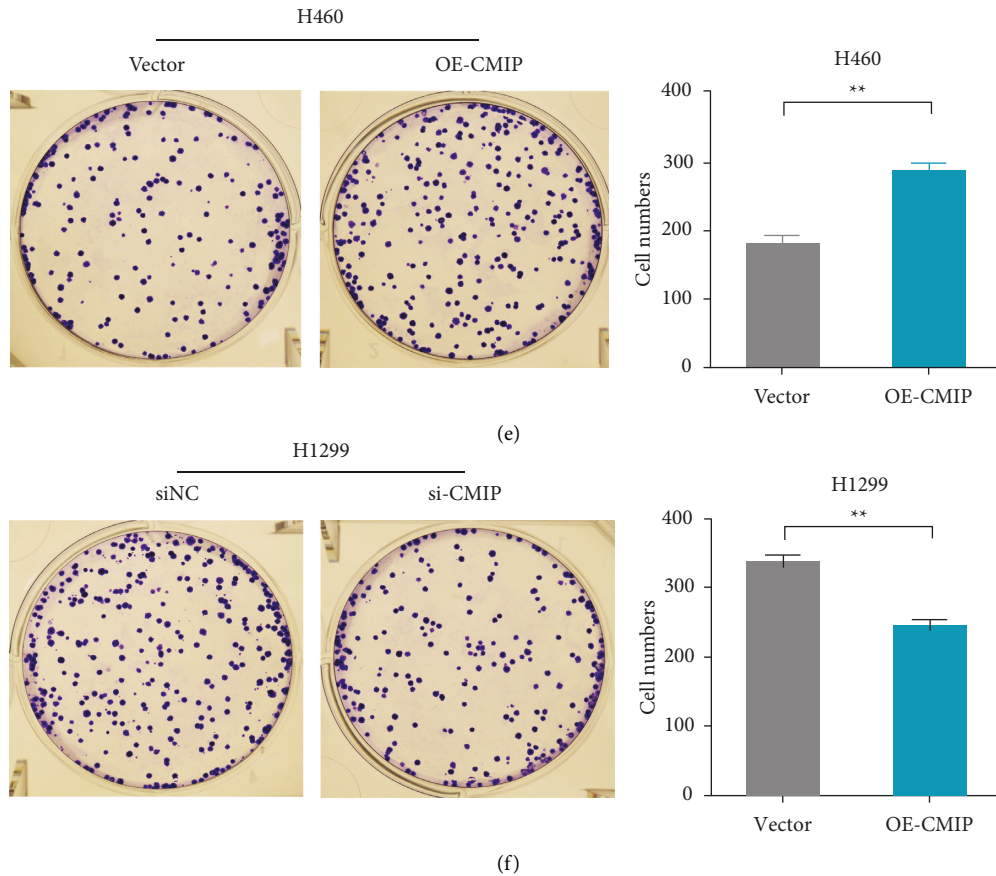 H460
Vector OE-CMIP
H460
**
400
300
200
100
0
Cell numbers
Vector OE-CMIP
(e)
H1299
siNC si-CMIP
H1299
**
400
300
200
100
0
Cell numbers
Vector OE-CMIP
(f)